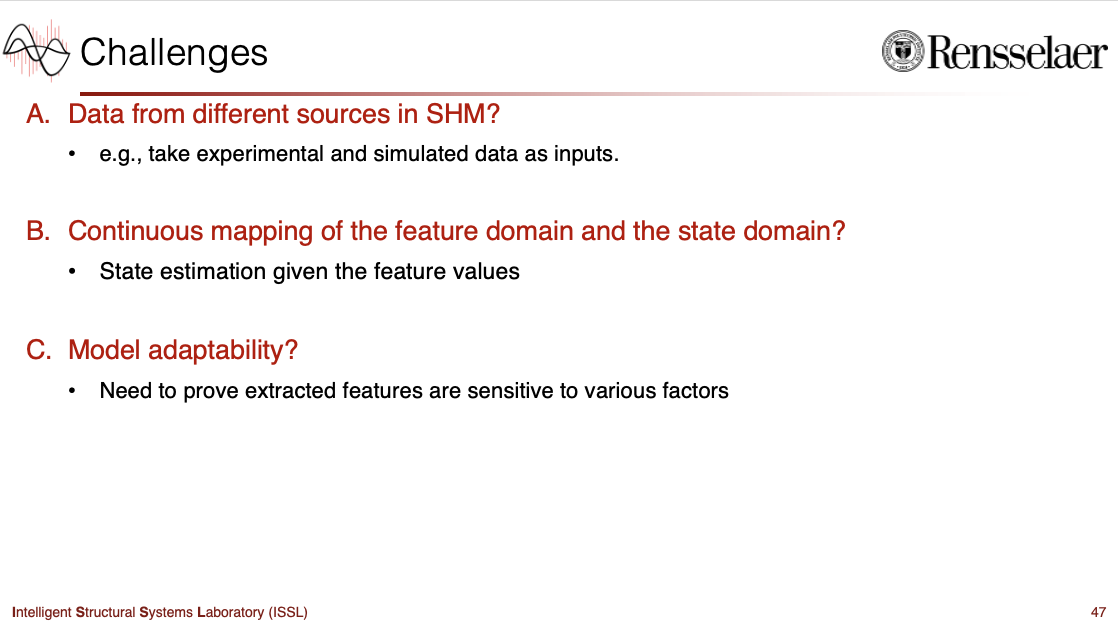 Challenges
Rensselaer
A. Data from different sources in SHM?
• e.g., take experimental and simulated data as inputs.
B. Continuous mapping of the feature domain and the state domain?
• State estimation given the feature values
C. Model adaptability?
• Need to prove extracted features are sensitive to various factors
Intelligent Structural Systems Laboratory (ISSL)
47